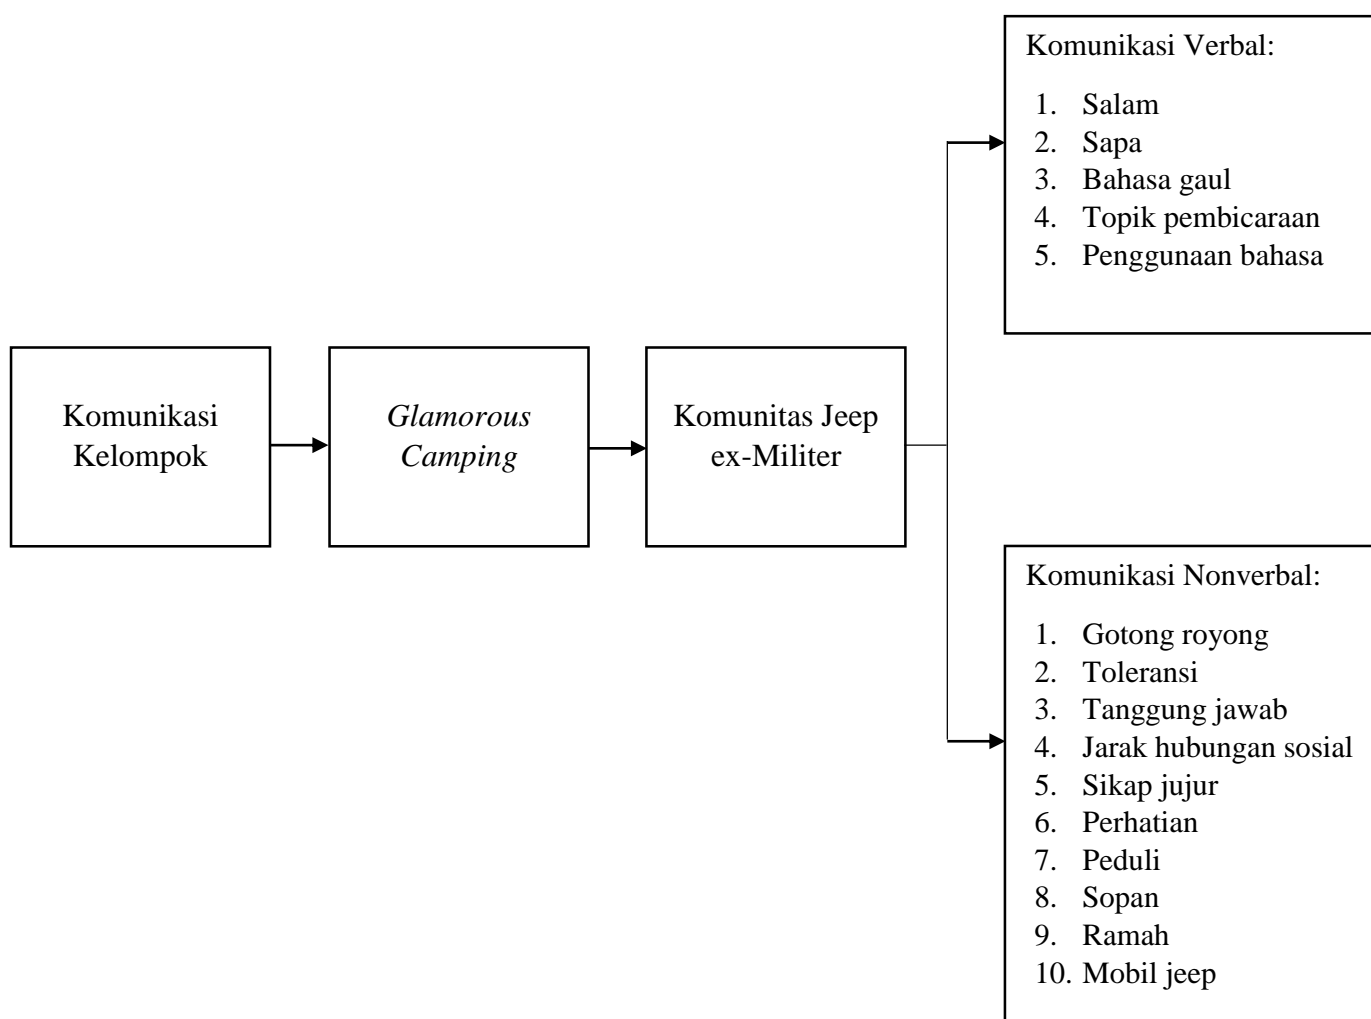 Komunikasi
Kelompok
Glamorous
Camping
Komunitas Jeep
ex-Militer
Komunikasi Verbal:
1. Salam
2. Sapa
3. Bahasa gaul
4. Topik pembicaraan
5. Penggunaan bahasa
Komunikasi Nonverbal:
1. Gotong royong
2. Toleransi
3. Tanggung jawab
4. Jarak hubungan sosial
5. Sikap jujur
6. Perhatian
7. Peduli
8. Sopan
9. Ramah
10. Mobil jeep